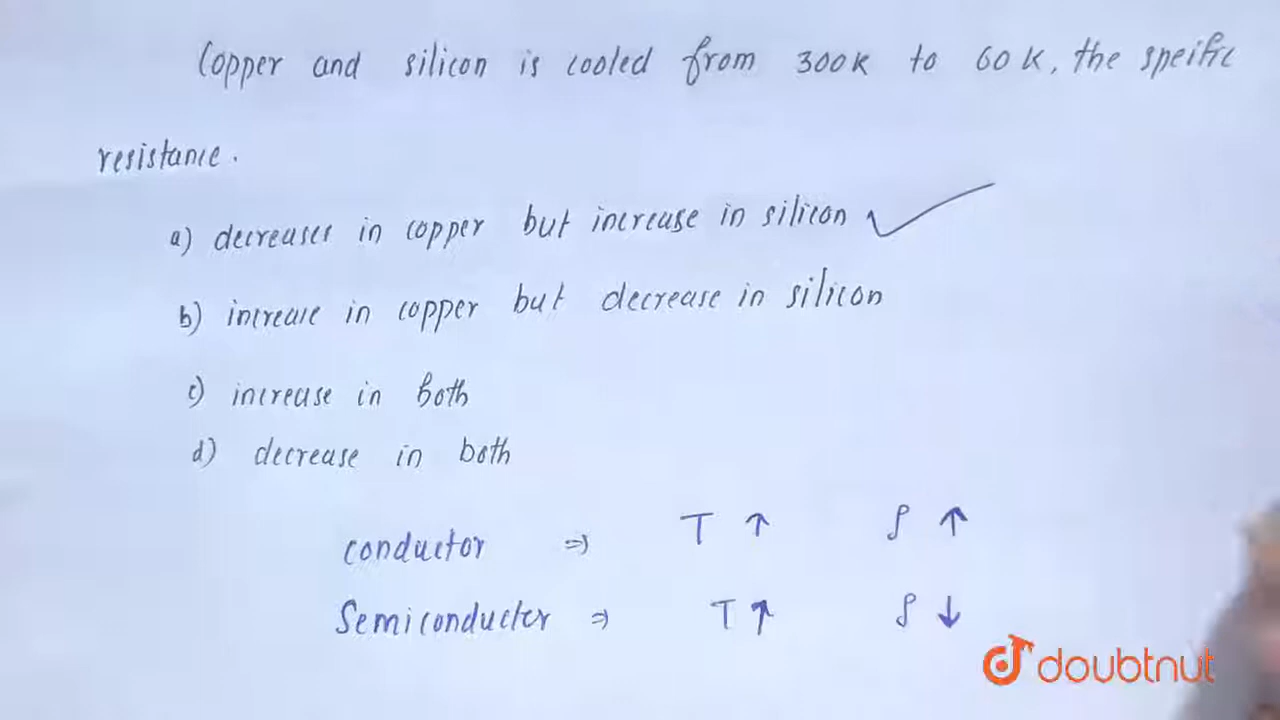 Copper and silicon is cooled from 300K to 60K, the speific
resistance.
a) decreases in copper but increase in silicon ✓
b) increase in copper but decrease in silicon
c) increase in both
d) decrease in both
conductor ⇒ T ↑ ρ ↑
Semiconductor ⇒ T ↑ ρ ↓
doubtnut